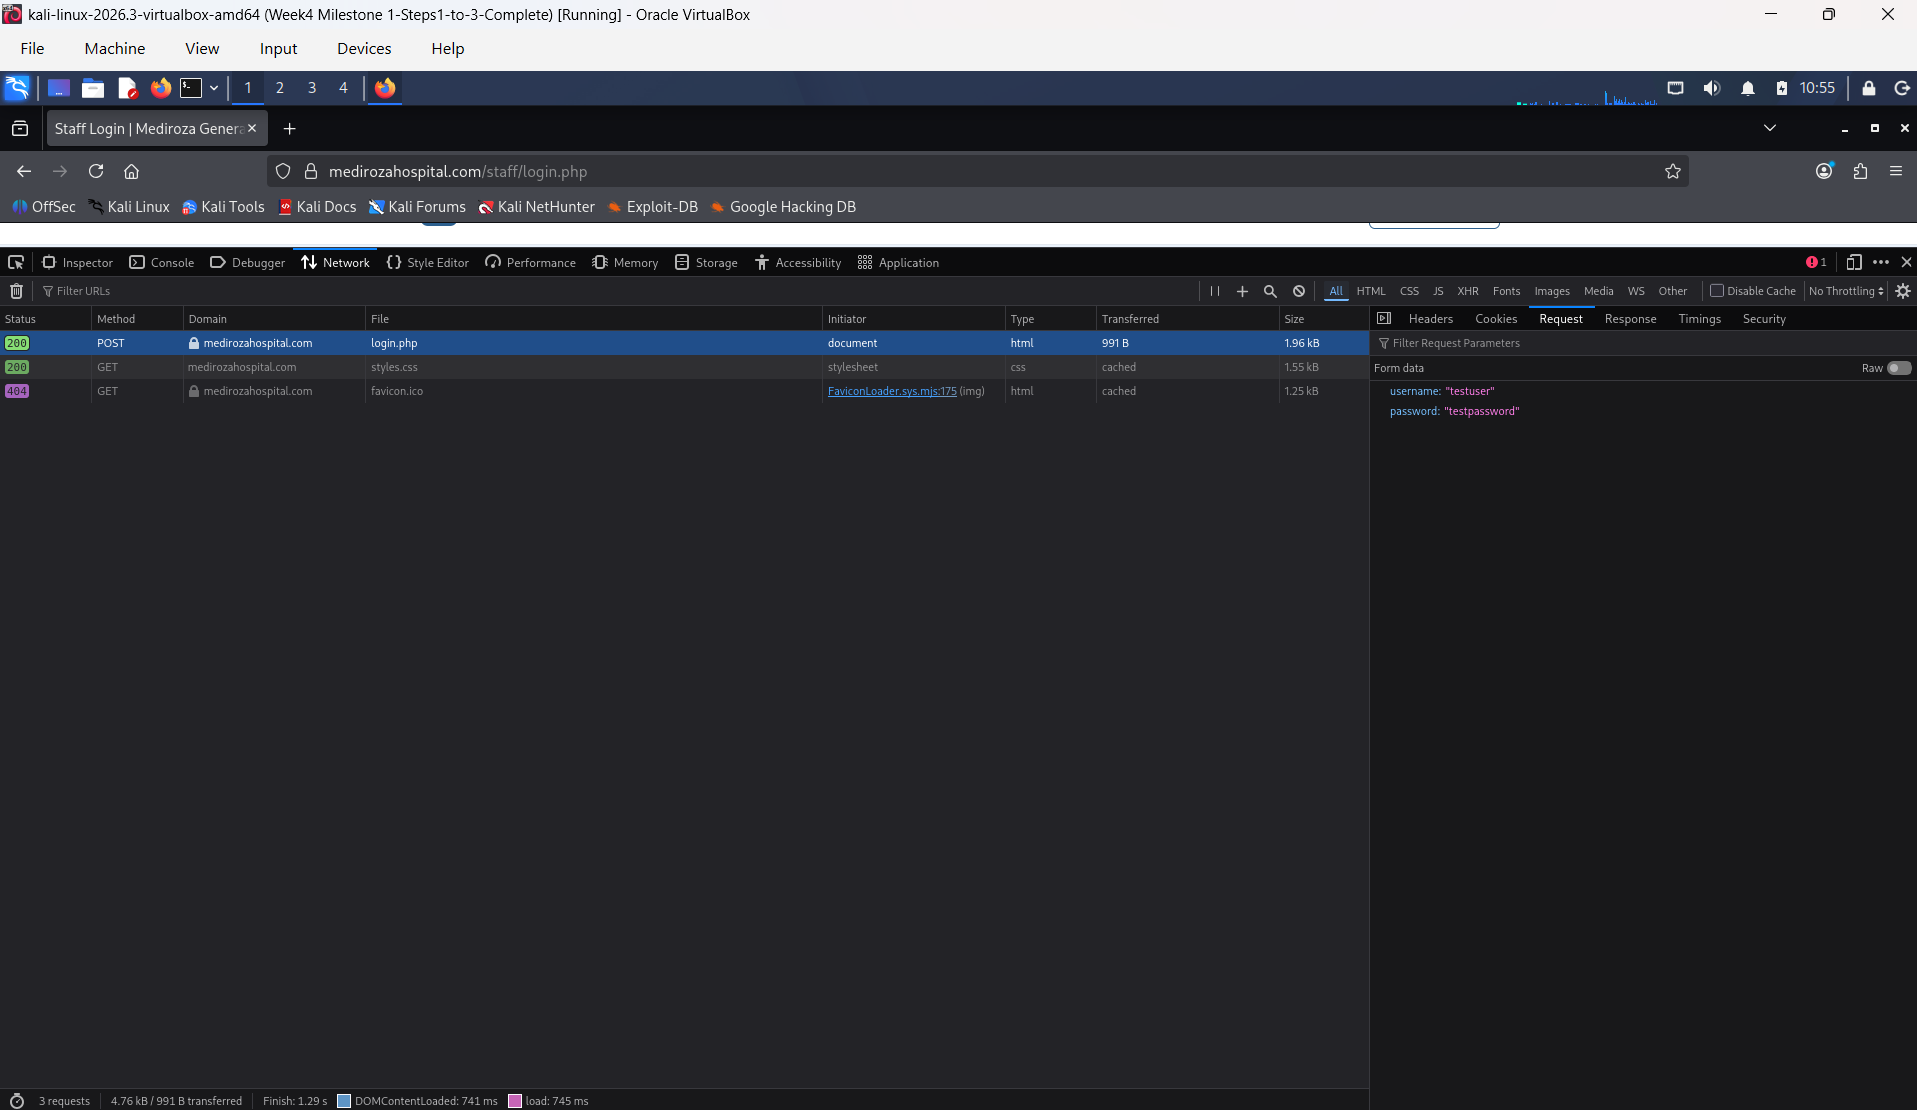 kali-linux-2026.3-virtualbox-amd64 (Week4 Milestone 1-Steps1-to-3-Complete) [Running] - Oracle VirtualBox
File Machine View Input Devices Help
1 2 3 4 10:55
Staff Login | Mediroza Genera
medirozahospital.com/staff/login.php
OffSec Kali Linux Kali Tools Kali Docs Kali Forums Kali NetHunter Exploit-DB Google Hacking DB
Inspector Console Debugger Network Style Editor Performance Memory Storage Accessibility Application 1
Filter URLs All HTML CSS JS XHR Fonts Images Media WS Other Disable Cache No Throttling
Status Method Domain File Initiator Type Transferred Size Headers Cookies Request Response Timings Security
200 POST medirozahospital.com login.php document html 991 B 1.96 kB Filter Request Parameters
200 GET medirozahospital.com styles.css stylesheet css cached 1.55 kB Form data Raw
404 GET medirozahospital.com favicon.ico FaviconLoader.sys.mjs:175 (img) html cached 1.25 kB username: "testuser"
password: "testpassword"
3 requests 4.76 kB / 991 B transferred Finish: 1.29 s DOMContentLoaded: 741 ms load: 745 ms